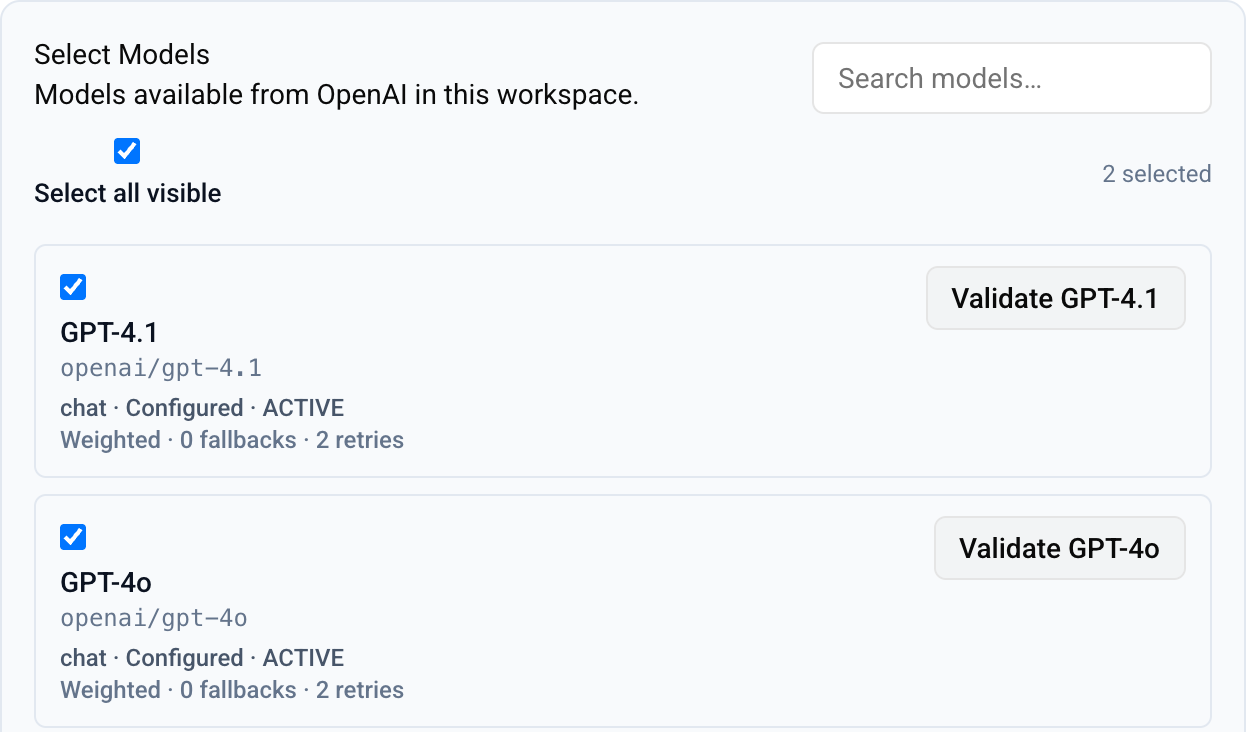 Select Models
Models available from OpenAI in this workspace.
Search models…
Select all visible
2 selected
GPT-4.1
Validate GPT-4.1
openai/gpt-4.1
chat · Configured · ACTIVE
Weighted · 0 fallbacks · 2 retries
GPT-4o
Validate GPT-4o
openai/gpt-4o
chat · Configured · ACTIVE
Weighted · 0 fallbacks · 2 retries